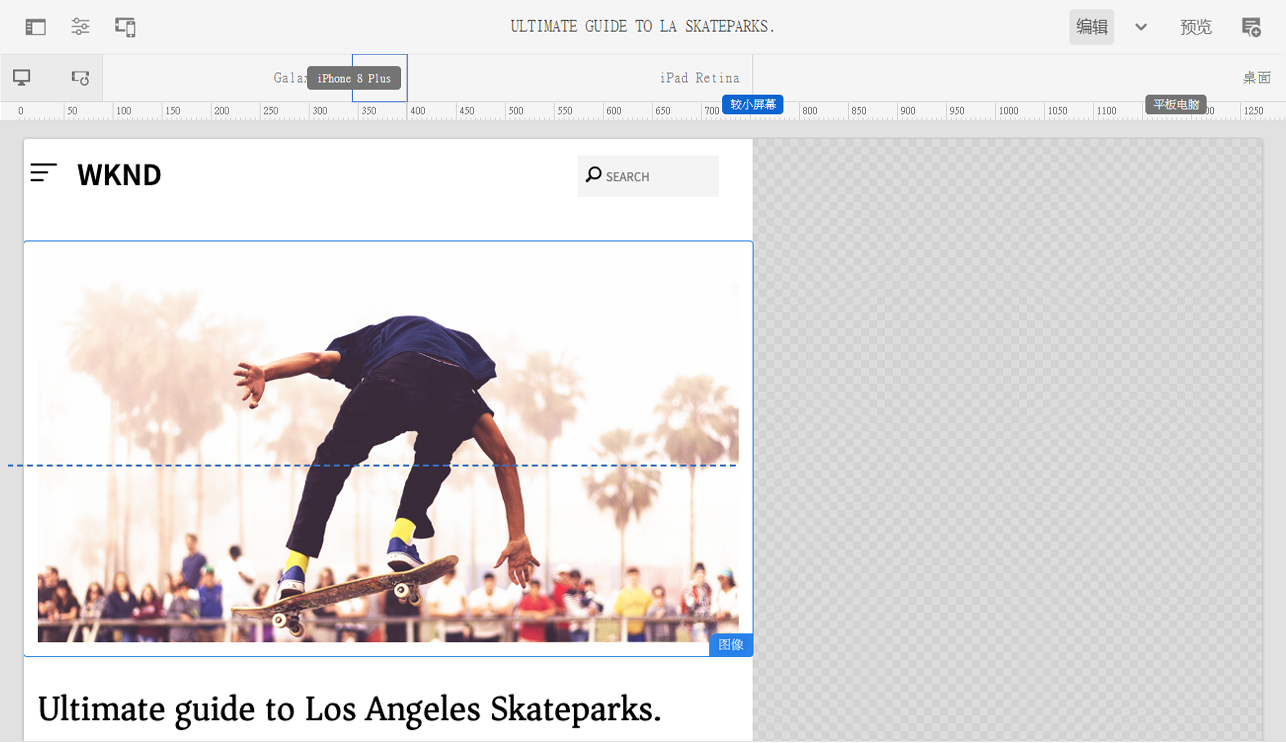 ULTIMATE GUIDE TO LA SKATEPARKS.
编辑
预览
iPhone 8 Plus
iPad Retina
桌面
0 50 100 150 200 250 300 350 400 450 500 550 600 650 700 800 850 900 950 1000 1050 1100 1250
较小屏幕
平板电脑
WKND
SEARCH
图像
Ultimate guide to Los Angeles Skateparks.